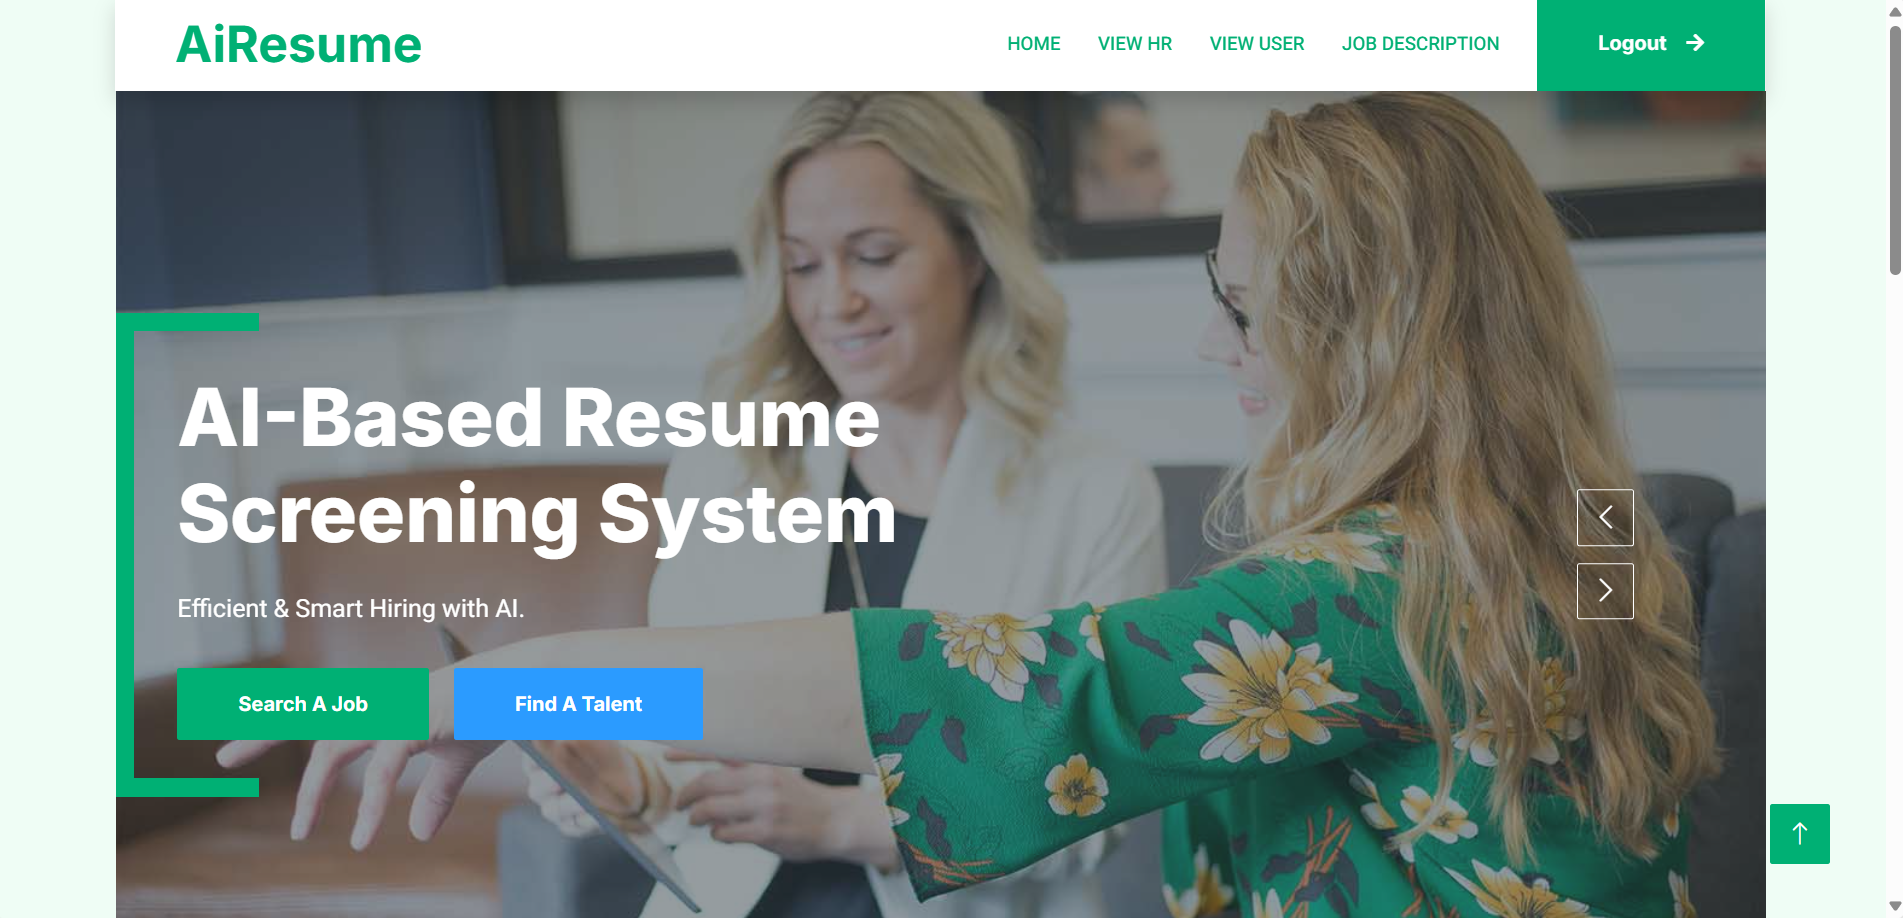 AiResume
HOME
VIEW HR
VIEW USER
JOB DESCRIPTION
Logout
AI-Based Resume
Screening System
Efficient & Smart Hiring with AI.
Search A Job
Find A Talent